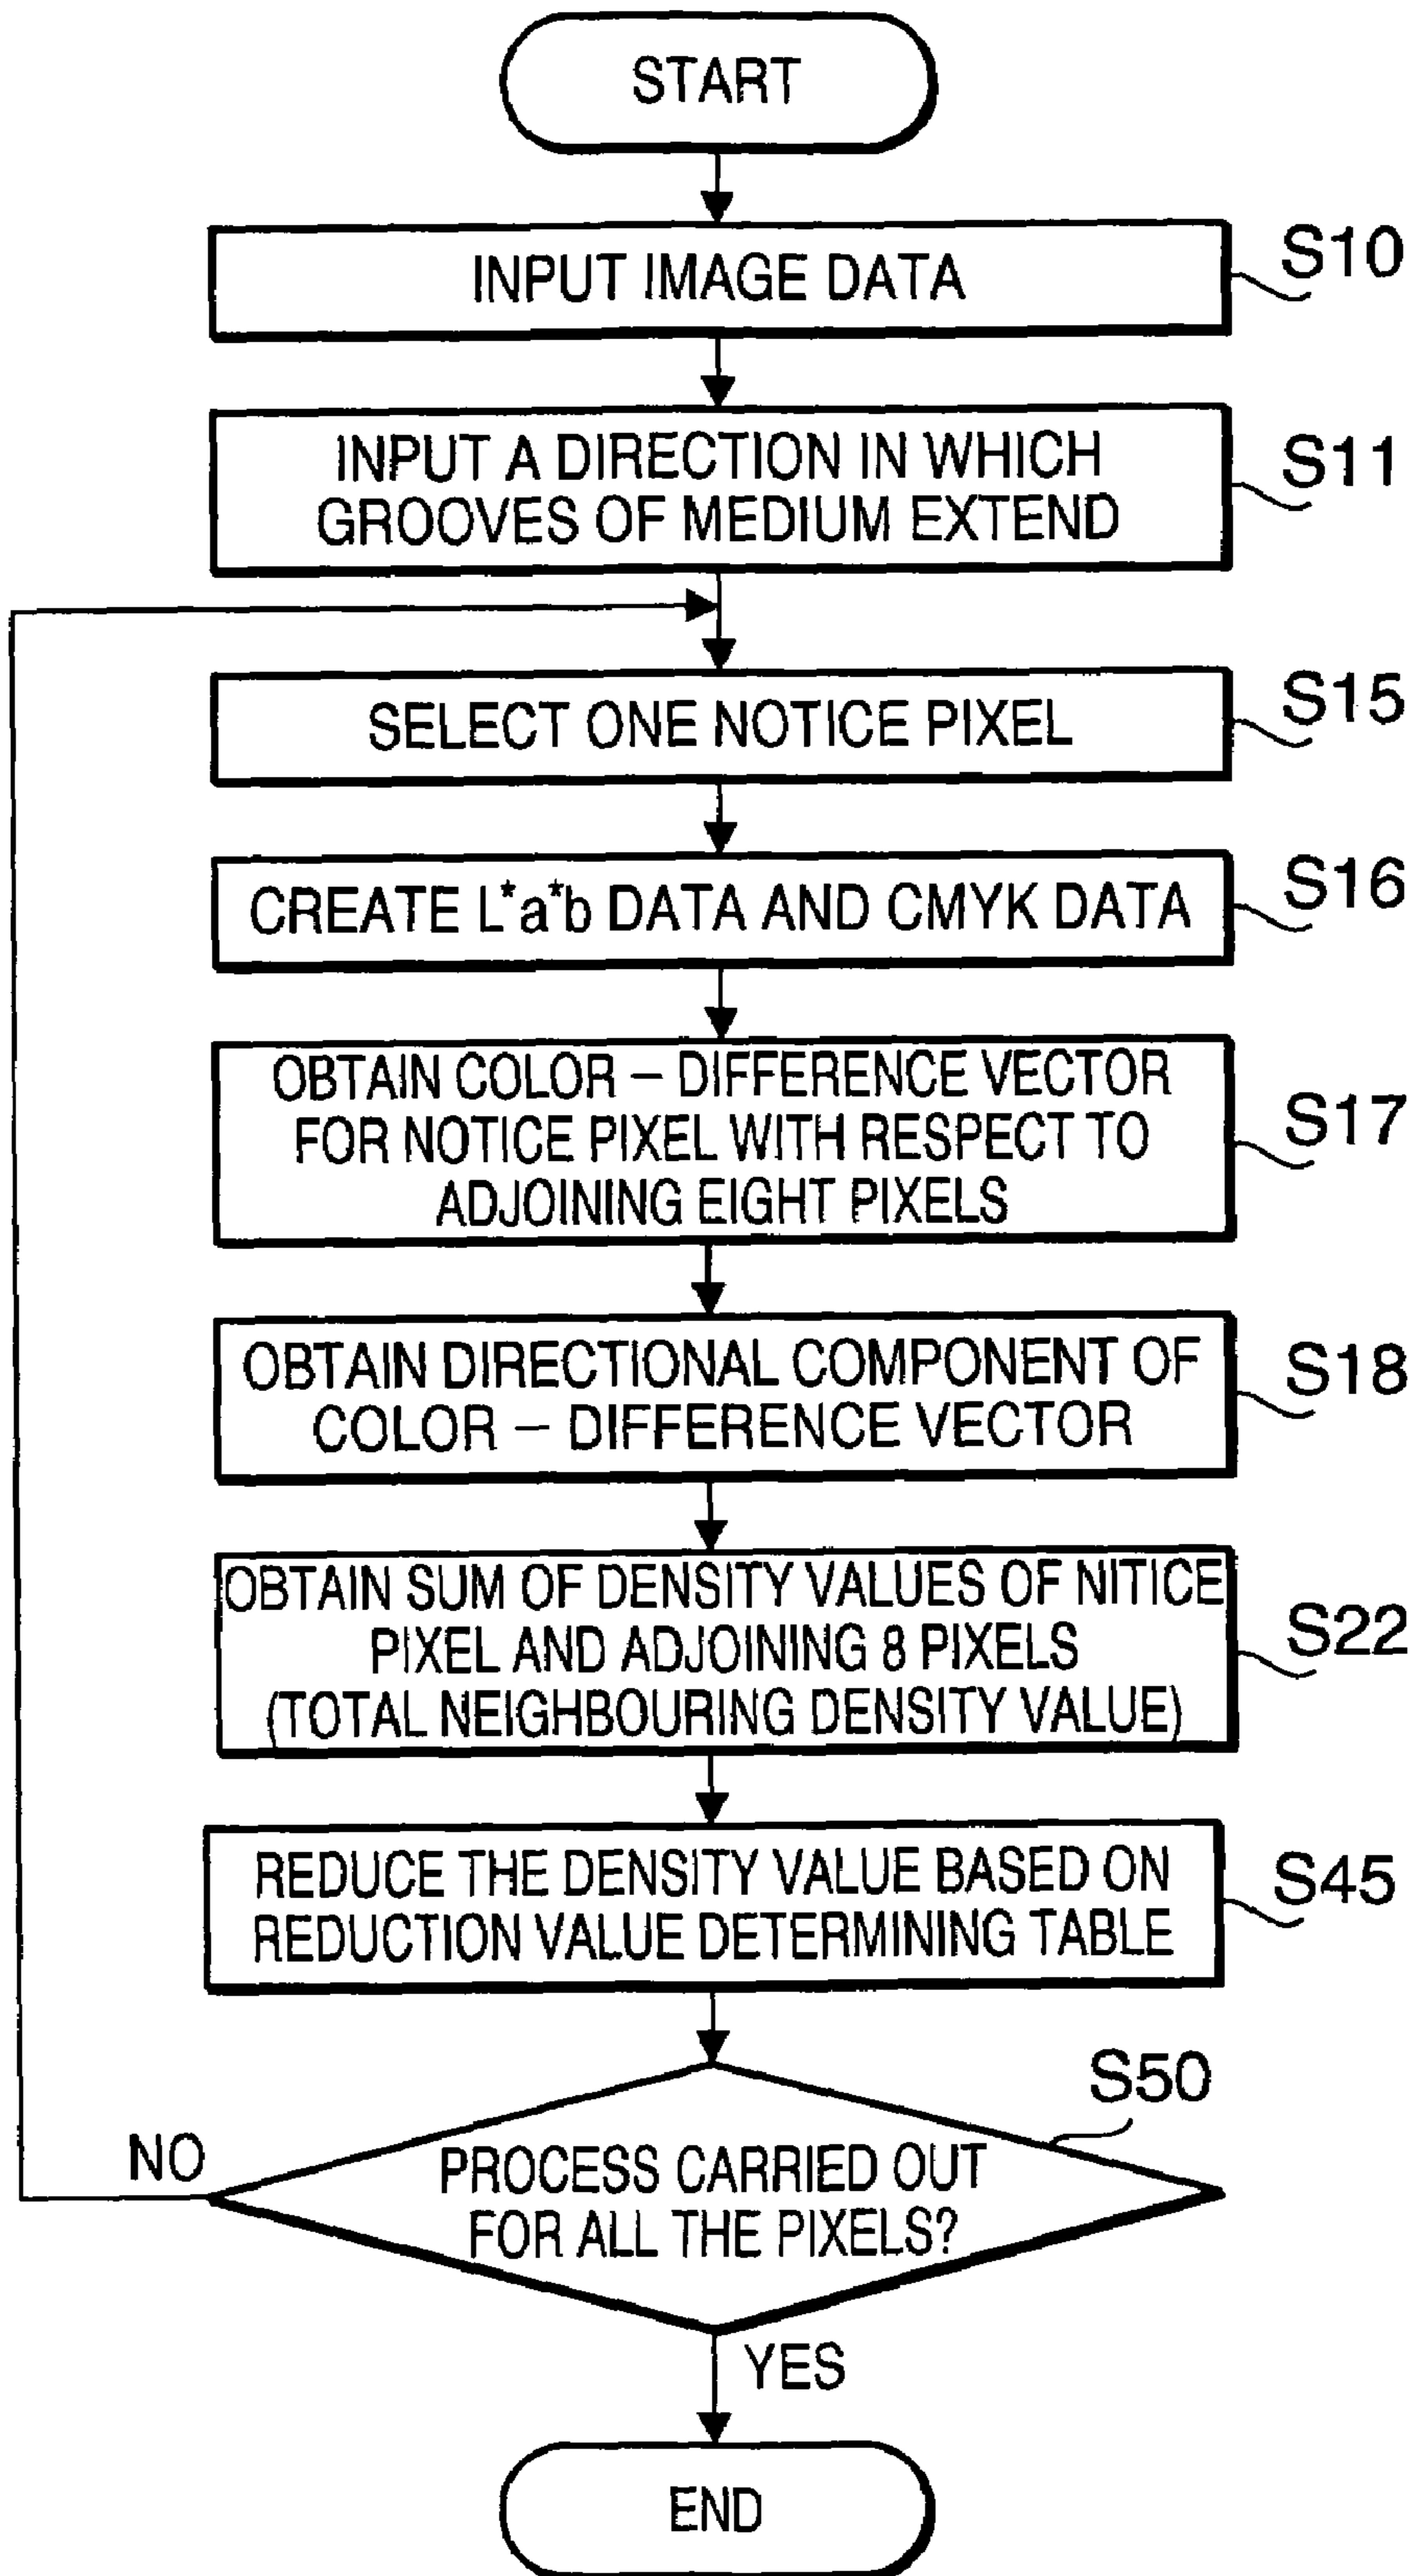 START
INPUT IMAGE DATA
S10
INPUT A DIRECTION IN WHICH
GROOVES OF MEDIUM EXTEND
S11
SELECT ONE NOTICE PIXEL
S15
CREATE L*a*b DATA AND CMYK DATA
S16
OBTAIN COLOR – DIFFERENCE VECTOR
FOR NOTICE PIXEL WITH RESPECT TO
ADJOINING EIGHT PIXELS
S17
OBTAIN DIRECTIONAL COMPONENT OF
COLOR – DIFFERENCE VECTOR
S18
OBTAIN SUM OF DENSITY VALUES OF NITICE
PIXEL AND ADJOINING 8 PIXELS
(TOTAL NEIGHBOURING DENSITY VALUE)
S22
REDUCE THE DENSITY VALUE BASED ON
REDUCTION VALUE DETERMINING TABLE
S45
S50
NO
PROCESS CARRIED OUT
FOR ALL THE PIXELS?
YES
END